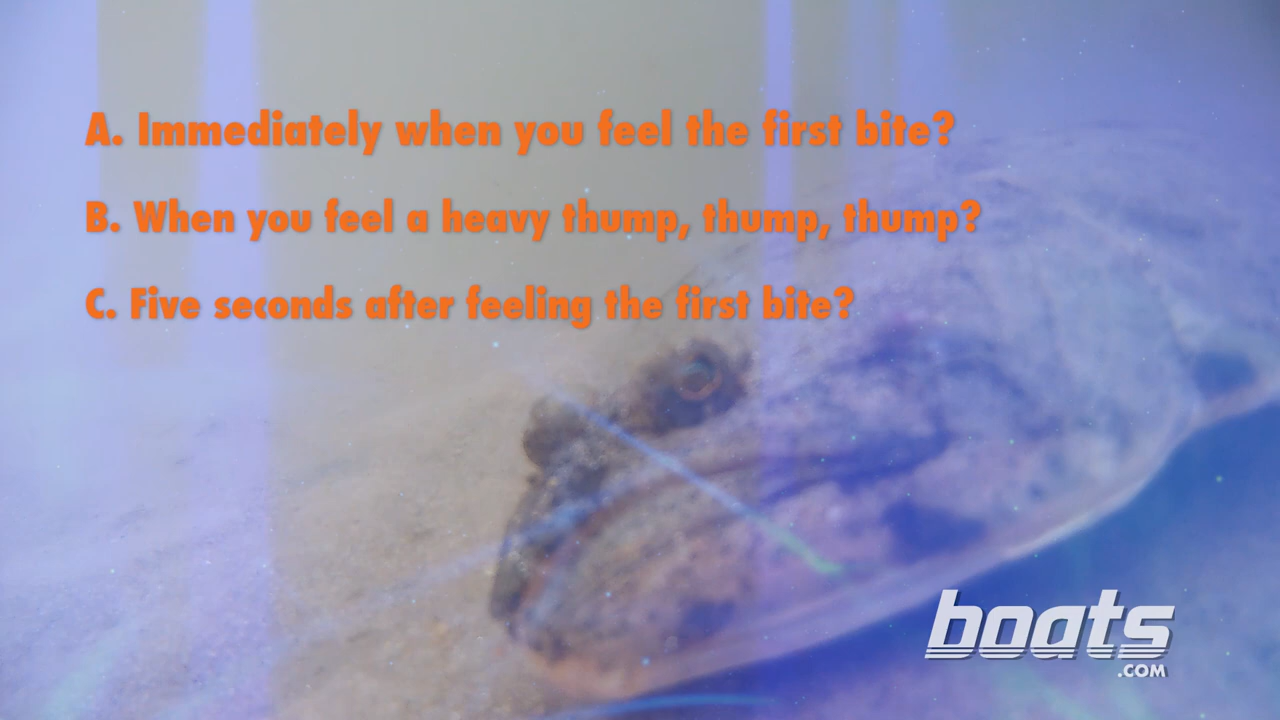 A. Immediately when you feel the first bite?
B. When you feel a heavy thump, thump, thump?
C. Five seconds after feeling the first bite?
boats
.COM